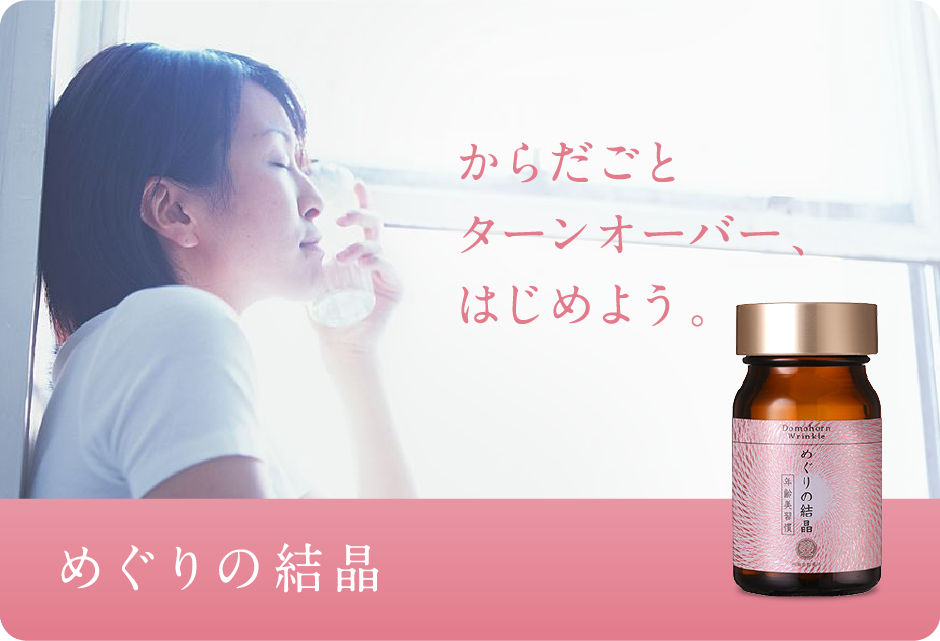 からだごと
ターンオーバー、
はじめよう。
Domohorn
Wrinkle
めぐりの結晶
年齢美習慣
めぐりの結晶